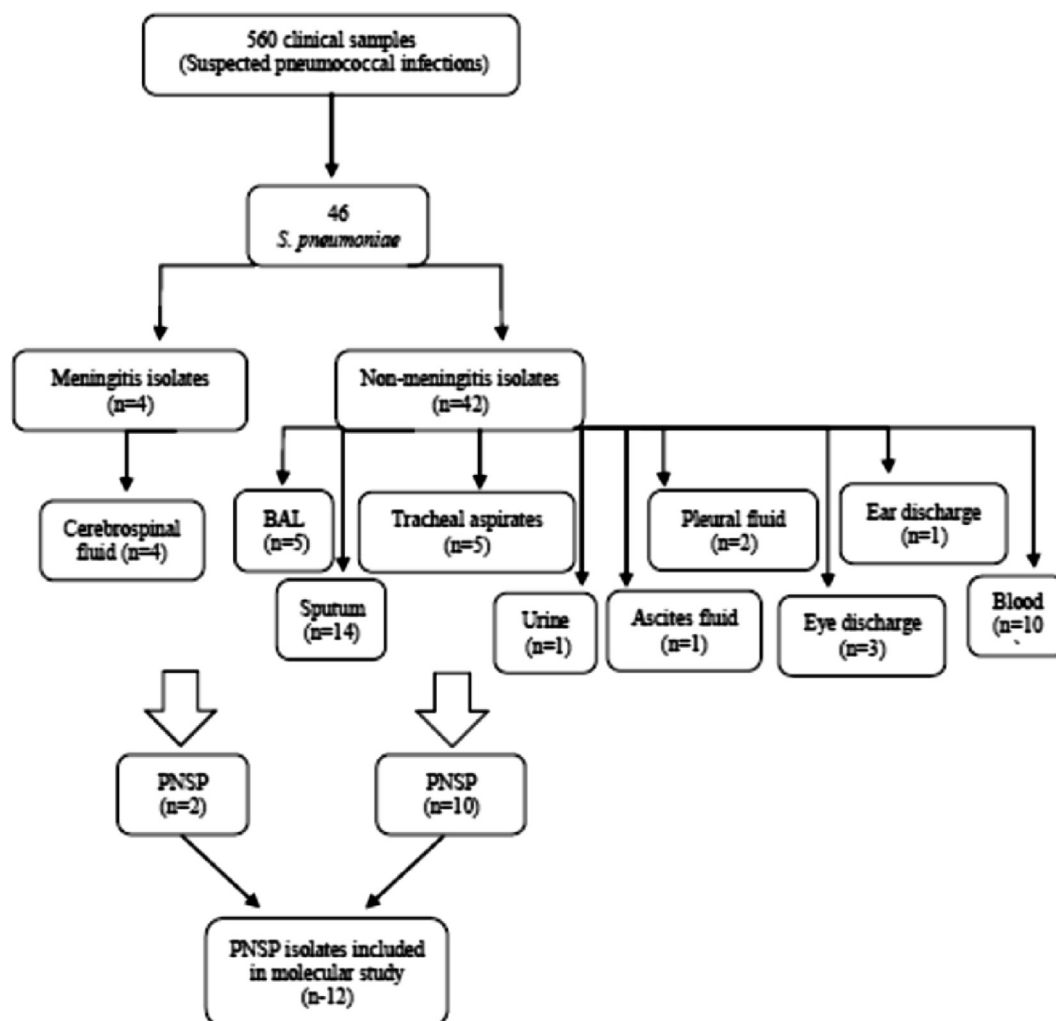 560 clinical samples
(Suspected pneumococcal infections)
46
S. pneumoniae
Meningitis isolates
(n=4)
Non-meningitis isolates
(n=42)
Cerebrospinal
fluid (n=4)
BAL
(n=5)
Sputum
(n=14)
Tracheal aspirates
(n=5)
Urine
(n=1)
Ascites fluid
(n=1)
Pleural fluid
(n=2)
Eye discharge
(n=3)
Ear discharge
(n=1)
Blood
(n=10
PNSP
(n=2)
PNSP
(n=10)
PNSP isolates included
in molecular study
(n-12)